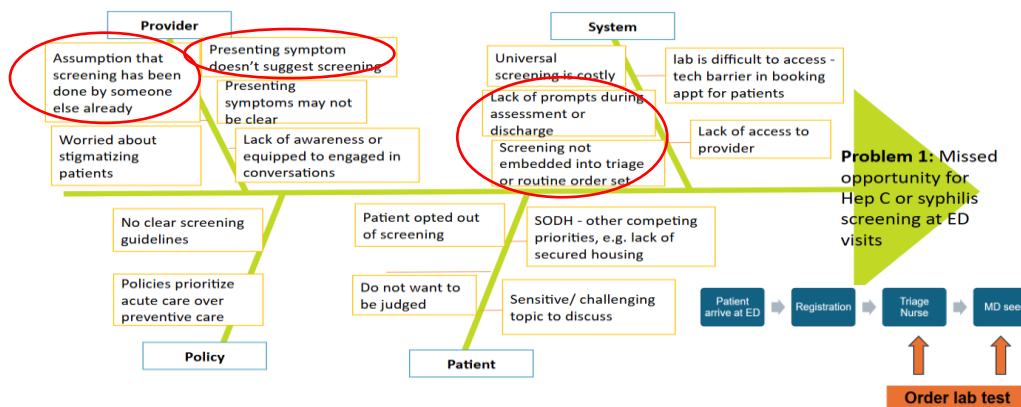 Provider
Assumption that
screening has been
done by someone
else already
Presenting symptom
doesn't suggest screening
Presenting
symptoms may not
be clear
Worried about
stigmatizing
patients
Lack of awareness or
equipped to engaged in
conversations
System
Universal
screening is costly
lab is difficult to access -
tech barrier in booking
appt for patients
Lack of prompts during
assessment or
discharge
Screening not
embedded into triage
or routine order set
Lack of access to
provider
Problem 1: Missed
opportunity for
Hep C or syphilis
screening at ED
visits
No clear screening
guidelines
Policies prioritize
acute care over
preventive care
Policy
Patient opted out
of screening
SODH - other competing
priorities, e.g. lack of
secured housing
Do not want to
be judged
Sensitive/ challenging
topic to discuss
Patient
Patient
arrive at ED
Registration
Triage
Nurse
MD see
Order lab test